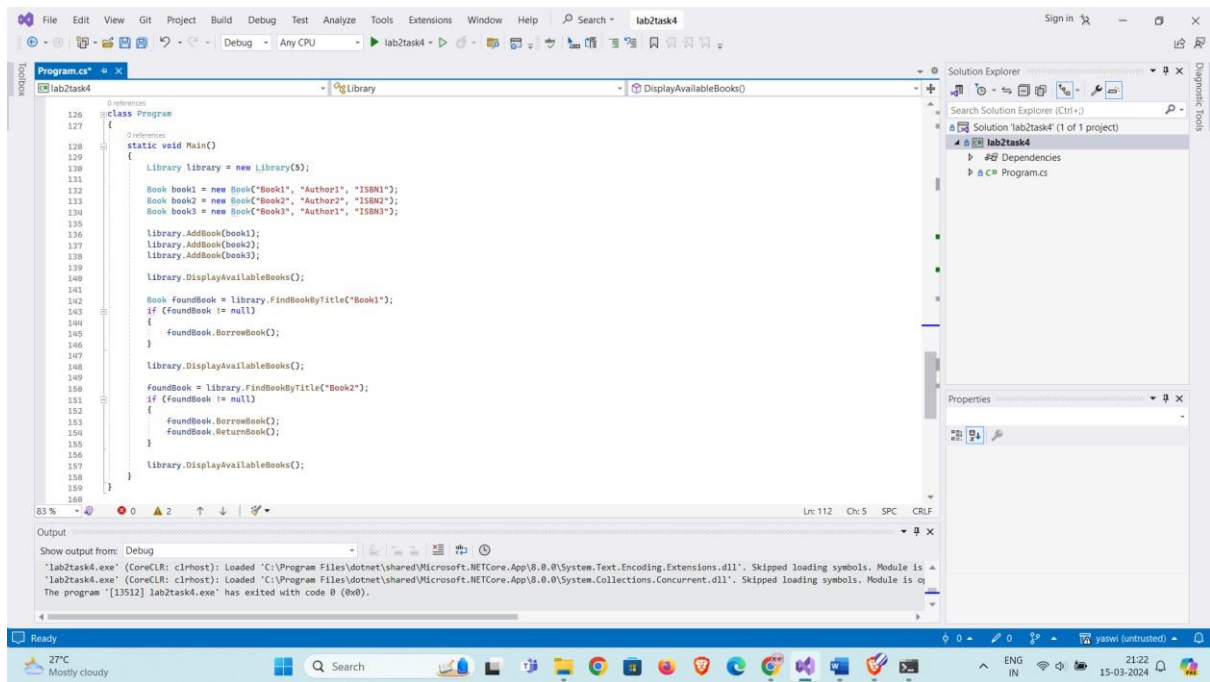 File Edit View Git Project Build Debug Test Analyze Tools Extensions Window Help Search lab2task4 Sign in
Debug Any CPU lab2task4
Toolbox
Program.cs*
lab2task4 Library DisplayAvailableBooks()
0 references
126 class Program
127 {
0 references
128 static void Main()
129 {
130 Library library = new Library(5);
131
132 Book book1 = new Book("Book1", "Author1", "ISBN1");
133 Book book2 = new Book("Book2", "Author2", "ISBN2");
134 Book book3 = new Book("Book3", "Author1", "ISBN3");
135
136 library.AddBook(book1);
137 library.AddBook(book2);
138 library.AddBook(book3);
139
140 library.DisplayAvailableBooks();
141
142 Book foundBook = library.FindBookByTitle("Book1");
143 if (foundBook != null)
144 {
145 foundBook.BorrowBook();
146 }
147
148 library.DisplayAvailableBooks();
149
150 foundBook = library.FindBookByTitle("Book2");
151 if (foundBook != null)
152 {
153 foundBook.BorrowBook();
154 foundBook.ReturnBook();
155 }
156
157 library.DisplayAvailableBooks();
158 }
159 }
160
83 % 0 2 Ln: 112 Ch: 5 SPC CRLF
Output
Show output from: Debug
'lab2task4.exe' (CoreCLR: clrhost): Loaded 'C:\Program Files\dotnet\shared\Microsoft.NETCore.App\8.0.0\System.Text.Encoding.Extensions.dll'. Skipped loading symbols. Module is
'lab2task4.exe' (CoreCLR: clrhost): Loaded 'C:\Program Files\dotnet\shared\Microsoft.NETCore.App\8.0.0\System.Collections.Concurrent.dll'. Skipped loading symbols. Module is op
The program '[13512] lab2task4.exe' has exited with code 0 (0x0).
Solution Explorer
Search Solution Explorer (Ctrl+;)
Solution 'lab2task4' (1 of 1 project)
lab2task4
Dependencies
C# Program.cs
Properties
Diagnostic Tools
Ready 0 0 yaswi (untrusted)
27°C
Mostly cloudy
Search
ENG
IN
21:22
15-03-2024